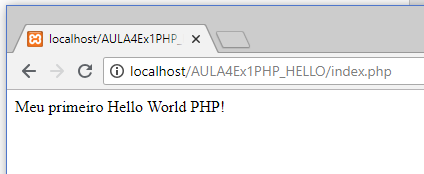 localhost/AULA4Ex1PHP_
localhost/AULA4Ex1PHP_HELLO/index.php
Meu primeiro Hello World PHP!